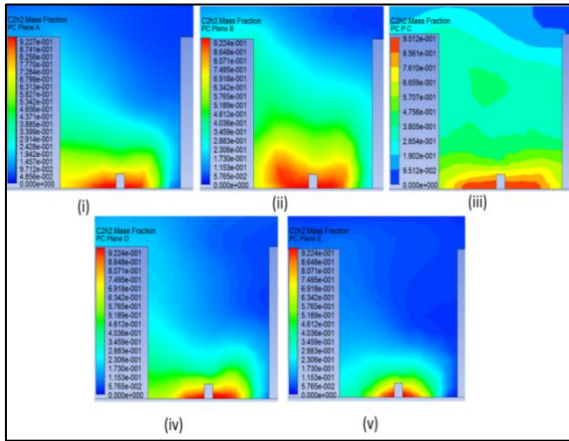 C2h2.Mass Fraction
PC Plane A
9.227e-001
8.741e-001
8.256e-001
7.770e-001
7.284e-001
6.799e-001
6.313e-001
5.827e-001
5.342e-001
4.856e-001
4.371e-001
3.885e-001
3.399e-001
2.914e-001
2.428e-001
1.942e-001
1.457e-001
9.712e-002
4.856e-002
0.000e+000
(i)
C2h2.Mass Fraction
PC Plane B
9.224e-001
8.648e-001
8.071e-001
7.495e-001
6.918e-001
6.342e-001
5.765e-001
5.189e-001
4.612e-001
4.036e-001
3.459e-001
2.883e-001
2.306e-001
1.730e-001
1.153e-001
5.765e-002
0.000e+000
(ii)
C2h2.Mass Fraction
PC P C
9.512e-001
8.561e-001
7.610e-001
6.659e-001
5.707e-001
4.756e-001
3.805e-001
2.854e-001
1.902e-001
9.512e-002
0.000e+000
(iii)
C2h2.Mass Fraction
PC Plane D
9.224e-001
8.648e-001
8.071e-001
7.495e-001
6.918e-001
6.342e-001
5.765e-001
5.189e-001
4.612e-001
4.036e-001
3.459e-001
2.883e-001
2.306e-001
1.730e-001
1.153e-001
5.765e-002
0.000e+000
(iv)
C2h2.Mass Fraction
PC Plane E
9.224e-001
8.648e-001
8.071e-001
7.495e-001
6.918e-001
6.342e-001
5.765e-001
5.189e-001
4.612e-001
4.036e-001
3.459e-001
2.883e-001
2.306e-001
1.730e-001
1.153e-001
5.765e-002
0.000e+000
(v)